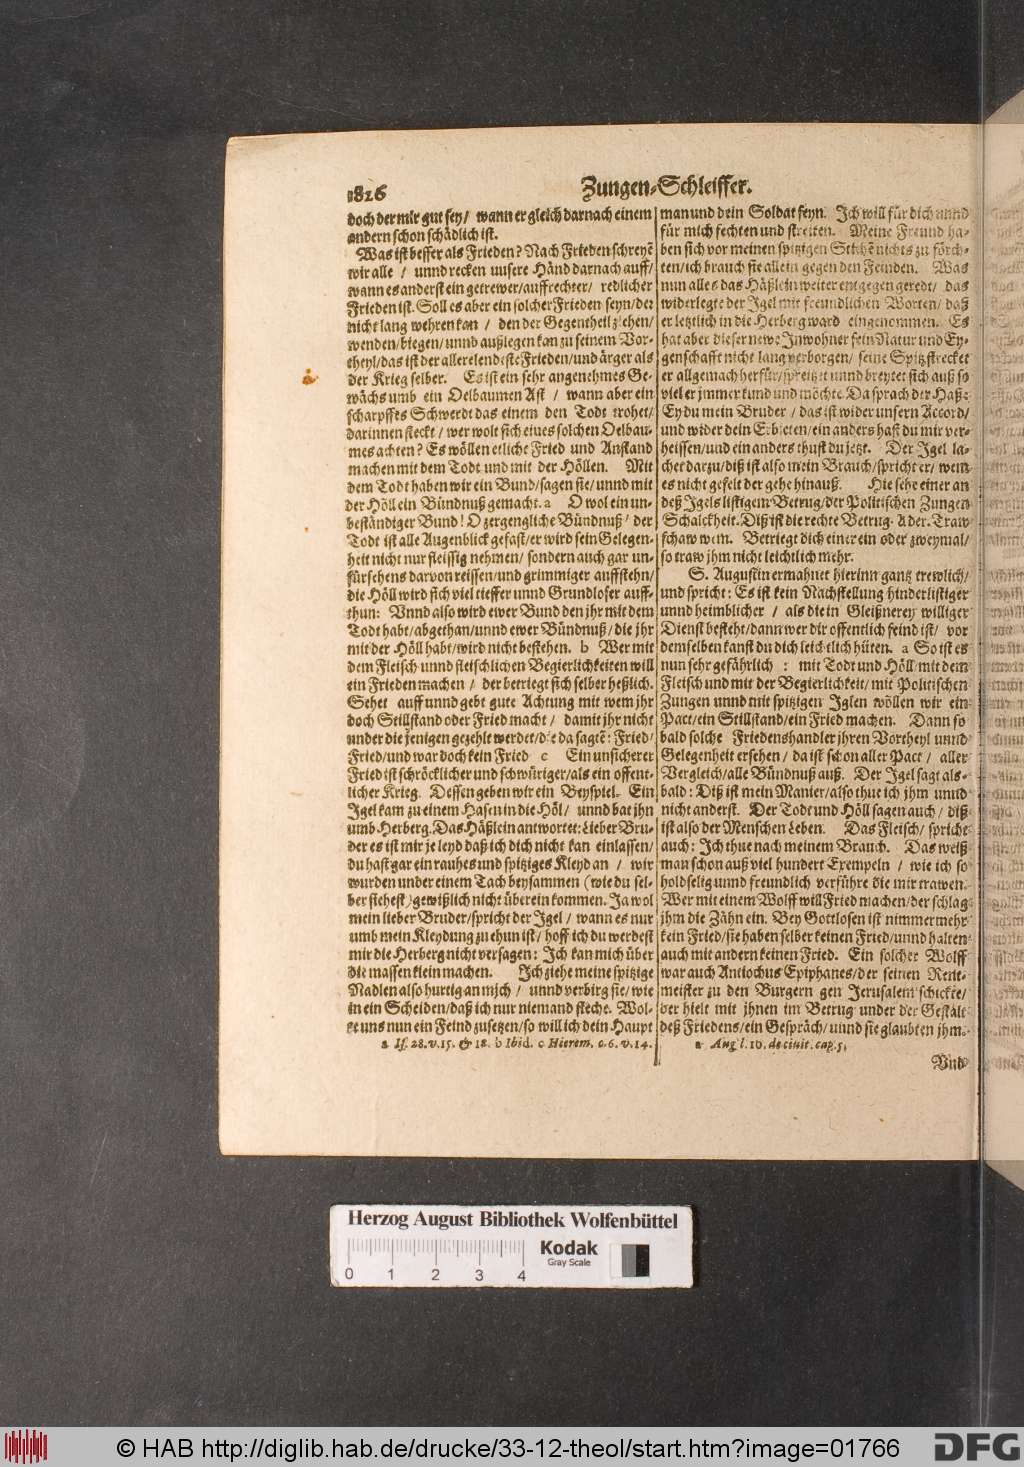 1826
Zungen-Schleiffer.
doch der mir gut sey/ wann er gleich darnach einem
andern schon schädlich ist.
Was ist besser als Frieden? Nach Frieden schreyẽ
wir alle / unnd recken unsere Händ darnach auff/
wann es anderst ein getrewer/auffrechter/ redlicher
Frieden ist. Soll es aber ein solcher Frieden seyn/der
nicht lang wehren kan / den der Gegentheil ziehen/
wenden/biegen/unnd außlegen kan zu seinem Vor-
theyl/das ist der allerelendeste Frieden/und ärger als
der Krieg selber. Es ist ein sehr angenehmes Ge-
wächs umb ein Oelbaumen Ast / wann aber ein
scharpffes Schwerdt das einem den Todt trohet/
darinnen steckt / wer wolt sich eines solchen Oelbau-
mes achten? Es wöllen etliche Fried und Anstand
machen mit dem Todt und mit der Höllen. Mit
dem Todt haben wir ein Bund/sagen sie/unnd mit
der Höll ein Bündnuß gemacht. a O wol ein un-
beständiger Bund! O zergengliche Bündnuß/ der
Todt ist alle Augenblick gefast/er wird sein Gelegen-
heit nicht nur fleissig nehmen/ sondern auch gar un-
fürsehens darvon reissen/und grimmiger auffstehn/
die Höll wird sich viel tieffer unnd Grundloser auff-
thun: Unnd also wird ewer Bund den jhr mit dem
Todt habt/abgethan/unnd ewer Bündnuß/die jhr
mit der Höll habt/wird nicht bestehen. b Wer mit
dem Fleisch unnd fleischlichen Begierlichkeiten will
ein Frieden machen / der betriegt sich selber heßlich.
Sehet auff unnd gebt gute Achtung mit wem jhr
doch Stillstand oder Fried macht / damit jhr nicht
under die jenigen gezehlt werdet/die da sagtẽ: Fried/
Fried/und war doch kein Fried c Ein unsicherer
Fried ist schröcklicher und schwüriger/als ein offent-
licher Krieg. Dessen geben wir ein Beyspiel. Ein
Igel kam zu einem Hasen in die Höl/ unnd bat jhn
umb Herberg. Das Häßlein antwortet: Lieber Bru-
der es ist mir je leyd daß ich dich nicht kan einlassen/
du hast gar ein rauhes und spitziges Kleyd an / wir
wurden under einem Tach beysammen (wie du sel-
ber siehest) gewißlich nicht überein kommen. Ja wol
mein lieber Bruder/spricht der Igel / wann es nur
umb mein Kleydung zu thun ist/ hoff ich du werdest
mir die Herberg nicht versagen: Ich kan mich über
die massen klein machen. Ich ziehe meine spitzige
Nadlen also hurtig an mich / unnd verbirg sie/ wie
in ein Scheiden/daß ich nur niemand steche. Wol-
te uns nun ein Feind zusetzen/so will ich dein Haupt
a Is. 28. v. 15. & 18. b Ibid. c Hierem. c. 6. v. 14.
man und dein Soldat seyn. Ich will für dich unnd
für mich fechten und streiten. Meine Freund ha-
ben sich vor meinen spitzigen Stichẽ nichts zu förch-
ten/ich brauch sie allein gegen den Feinden. Was
nun alles das Häßlein weiter entgegen geredt/ das
widerlegte der Igel mit freundlichen Worten/ daß
er letztlich in die Herberg ward eingenommen. Es
hat aber dieser newe Inwohner sein Natur und Ey-
genschafft nicht lang verborgen/ seine Spitz strecket
er allgemach herfür/spreitzet unnd breytet sich auß so
viel er jmmer kund und möchte. Da sprach der Haß:
Ey du mein Bruder / das ist wider unsern Accord/
und wider dein Erbieten/ein anders hast du mir ver-
heissen/und ein anders thust du jetzt. Der Igel la-
chet darzu/diß ist also mein Brauch/spricht er/ wem
es nicht gefelt der gehe hinauß. Hie sehe einer an
deß Igels listigem Betrug/der Politischen Zungen
Schalckheit. Diß ist die rechte Betrug-Ader. Traw
schaw wem. Betriegt dich einer ein oder zweymal/
so traw jhm nicht leichtlich mehr.
S. Augustin ermahnet hierinn gantz trewlich/
und spricht: Es ist kein Nachstellung hinderlistiger
unnd heimblicher / als die in Gleißnerey williger
Dienst besteht/dann wer dir offentlich feind ist/ vor
demselben kanst du dich leichtlich hüten. a So ist es
nun sehr gefährlich : mit Todt und Höll mit dem
Fleisch und mit der Begierlichkeit/mit Politischen
Zungen unnd mit spitzigen Iglen wöllen wir ein
Pact/ein Stillstand/ein Fried machen. Dann so
bald solche Friedenshandler jhren Vortheyl unnd
Gelegenheit ersehen / da ist schon aller Pact / aller
Vergleich/alle Bündnuß auß. Der Igel sagt als-
bald: Diß ist mein Manier/also thue ich jhm unnd
nicht anderst. Der Todt und Höll sagen auch / diß
ist also der Menschen Leben. Das Fleisch/ spricht
auch: Ich thue nach meinem Brauch. Das weiß
man schon auß viel hundert Exempeln / wie ich so
holdselig unnd freundlich verführe die mir trawen.
Wer mit einem Wolff will Fried machen/der schlag
jhm die Zähn ein. Bey Gottlosen ist nimmermehr
kein Fried/sie haben selber keinen Fried/unnd halten
auch mit andern keinen Fried. Ein solcher Wolff
war auch Antiochus Epiphanes/der seinen Rent-
meister zu den Burgern gen Jerusalem schickte/
der hielt mit jhnen im Betrug under der Gestalt
deß Friedens/ein Gespräch/unnd sie glaubten jhm.
a Aug l. 10. de civit. cap. 5.
Und
Herzog August Bibliothek Wolfenbüttel
Kodak
Gray Scale
0 1 2 3 4
© HAB http://diglib.hab.de/drucke/33-12-theol/start.htm?image=01766
DFG